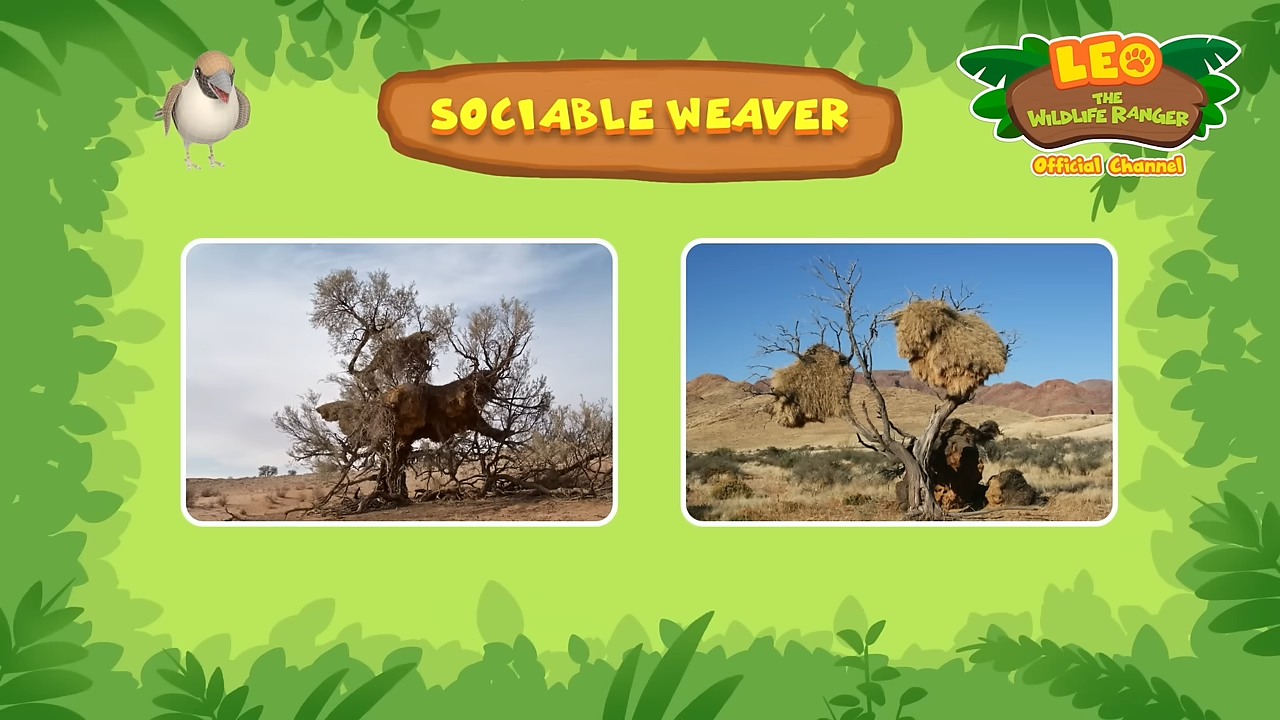 SOCIABLE WEAVER
LEO
THE
WILDLIFE RANGER
Official Channel